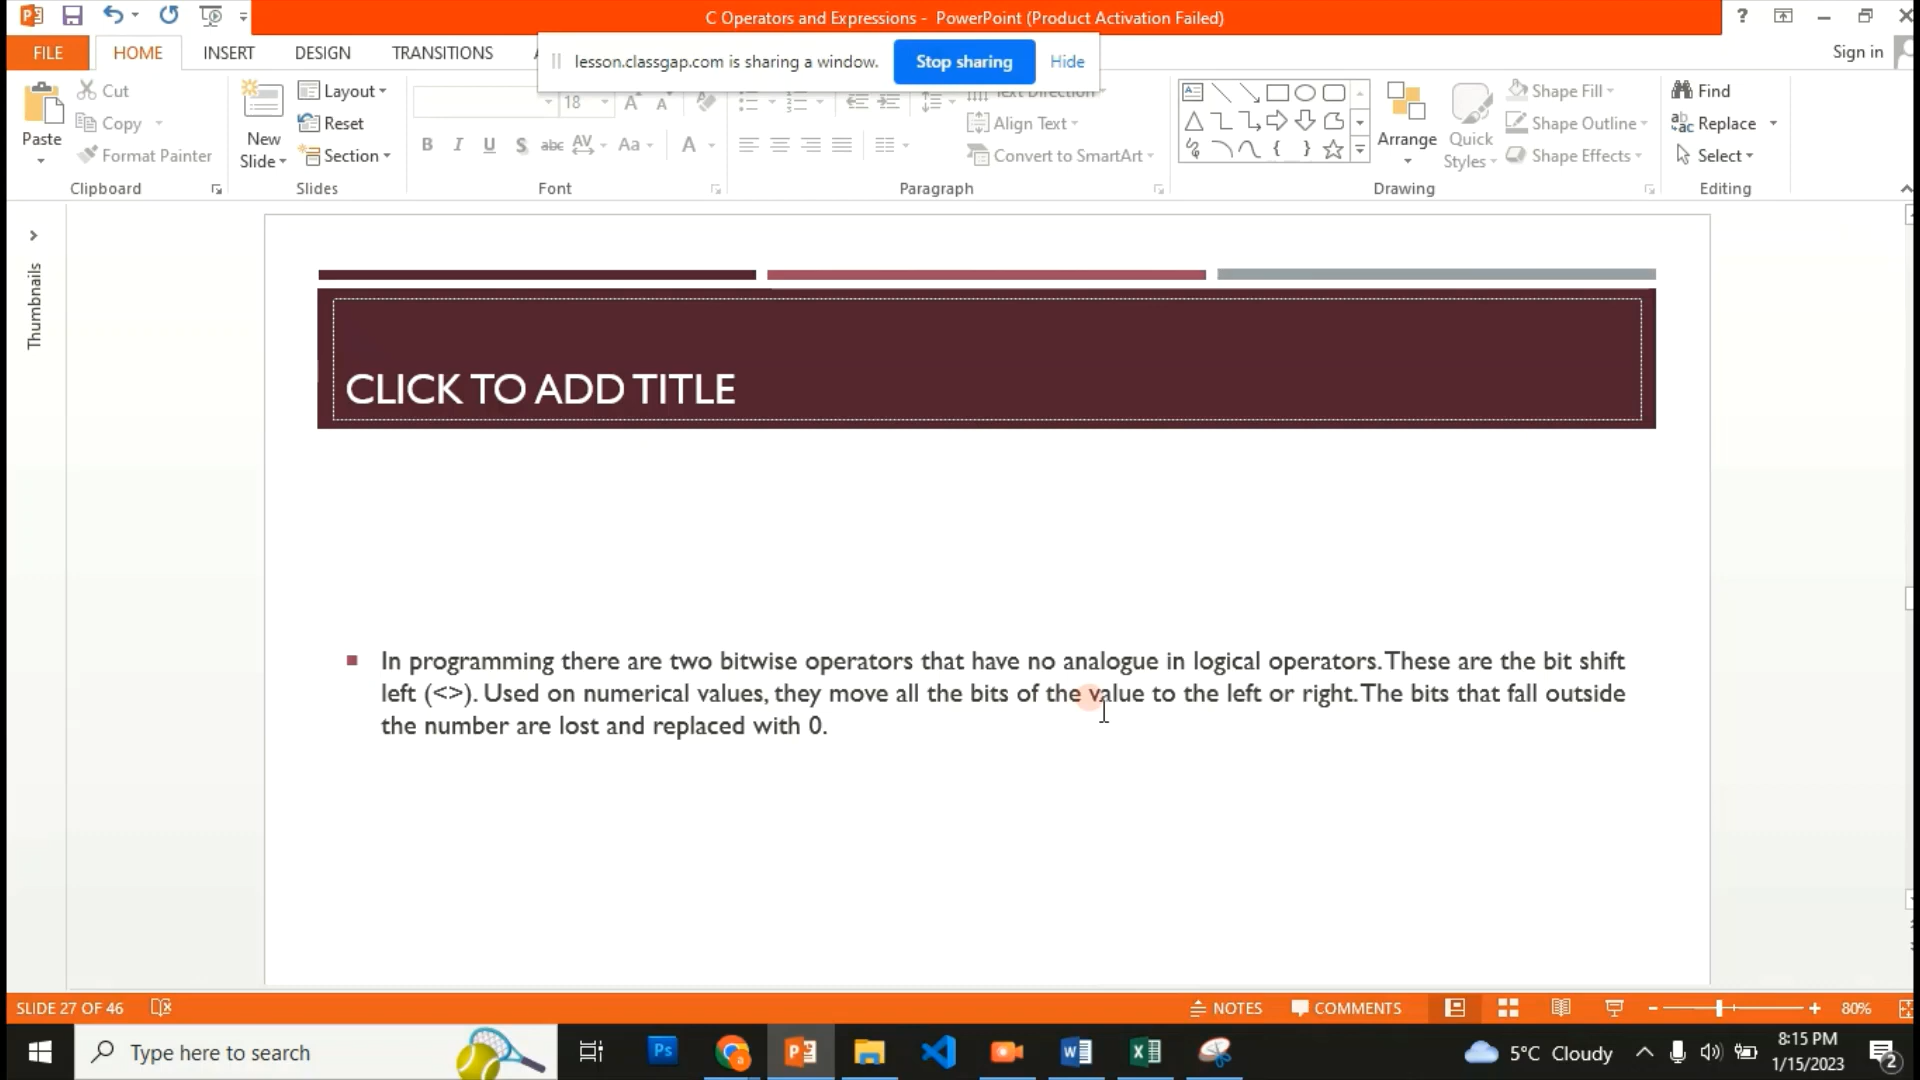 C Operators and Expressions - PowerPoint (Product Activation Failed)
?
FILE HOME INSERT DESIGN TRANSITIONS
lesson.classgap.com is sharing a window. Stop sharing Hide
Sign in
Paste
Cut
Copy
Format Painter
Clipboard
New
Slide
Layout
Reset
Section
Slides
18
B I U S abc AV Aa A
Font
Text Direction
Align Text
Convert to SmartArt
Paragraph
Arrange
Quick
Styles
Shape Fill
Shape Outline
Shape Effects
Drawing
Find
Replace
Select
Editing
Thumbnails
CLICK TO ADD TITLE
In programming there are two bitwise operators that have no analogue in logical operators. These are the bit shift
left (<>). Used on numerical values, they move all the bits of the value to the left or right. The bits that fall outside
the number are lost and replaced with 0.
SLIDE 27 OF 46
NOTES COMMENTS 80%
Type here to search
Ps
5°C Cloudy
8:15 PM
1/15/2023
2